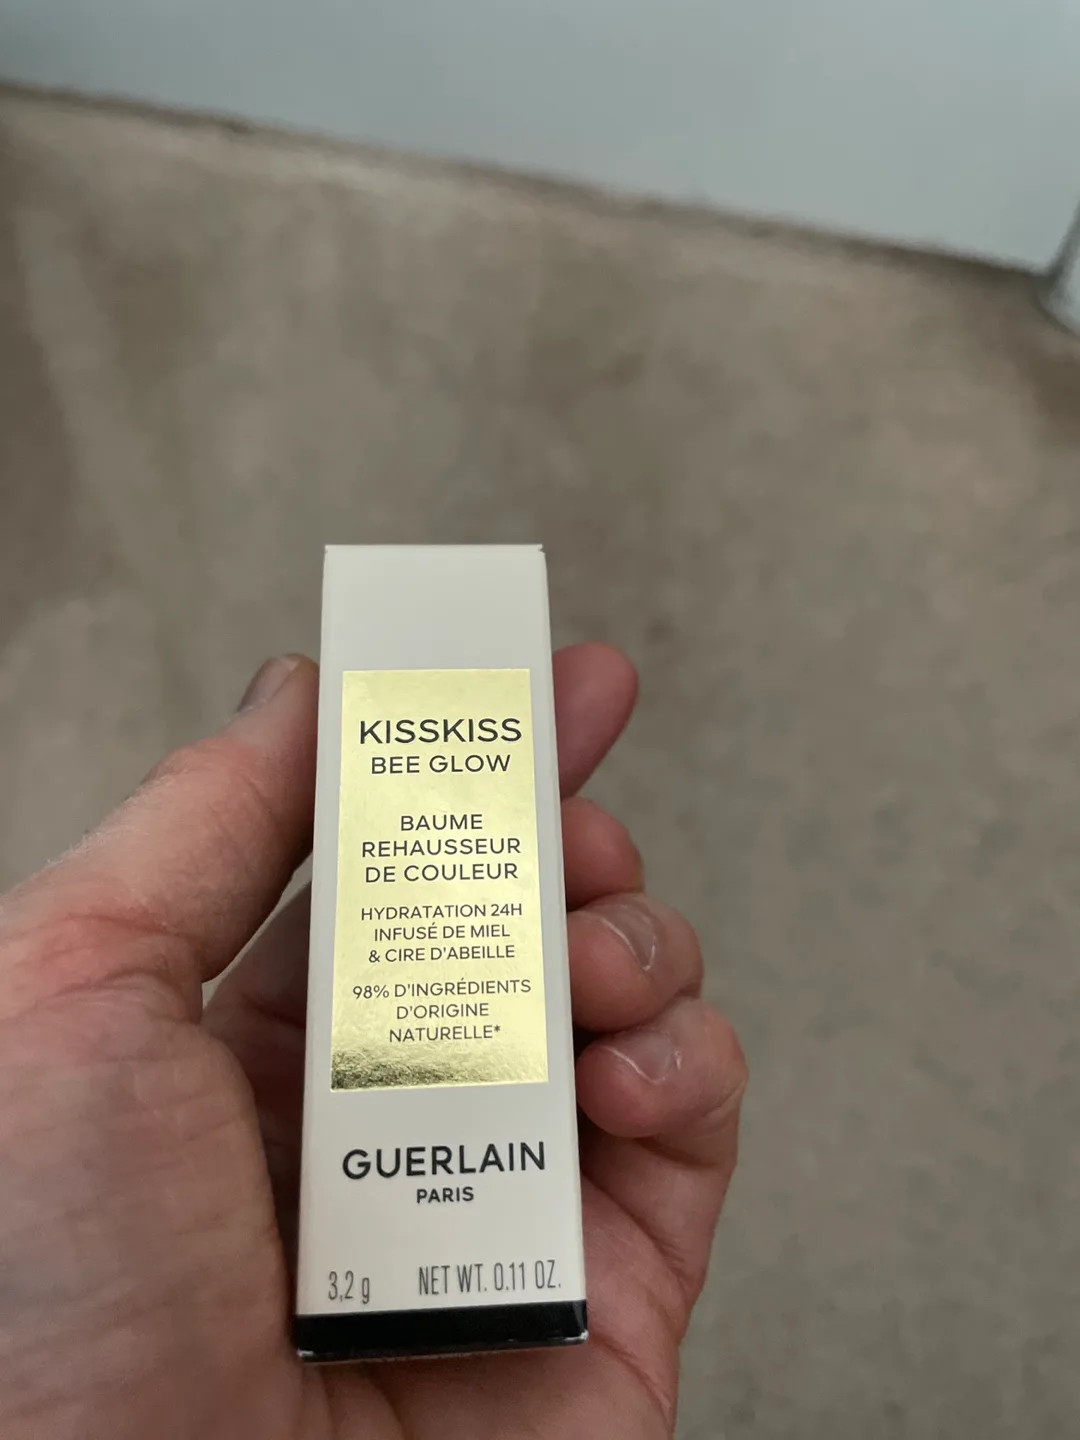 KISSKISS
BEE GLOW
BAUME
REHAUSSEUR
DE COULEUR
HYDRATATION 24H
INFUSÉ DE MIEL
& CIRE D'ABEILLE
98% D'INGRÉDIENTS
D'ORIGINE
NATURELLE*
GUERLAIN
PARIS
3,2 g NET WT. 0.11 OZ.